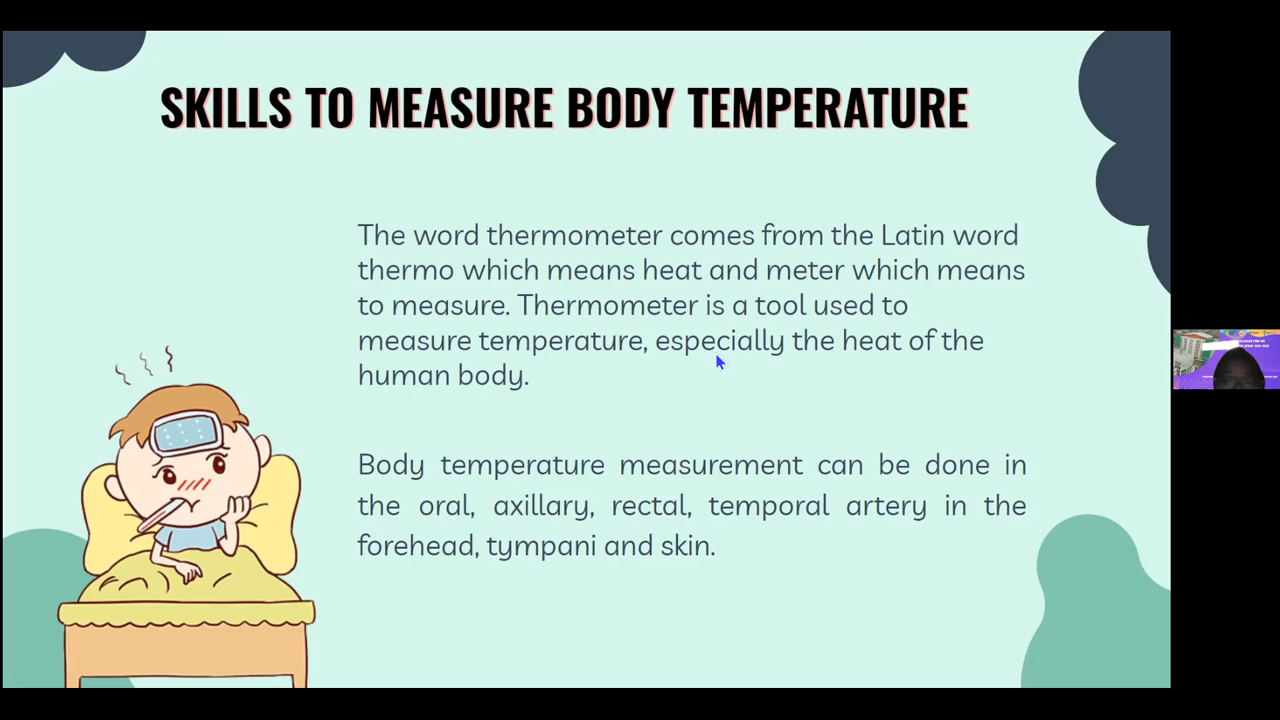 SKILLS TO MEASURE BODY TEMPERATURE
The word thermometer comes from the Latin word
thermo which means heat and meter which means
to measure. Thermometer is a tool used to
measure temperature, especially the heat of the
human body.
Body temperature measurement can be done in
the oral, axillary, rectal, temporal artery in the
forehead, tympani and skin.